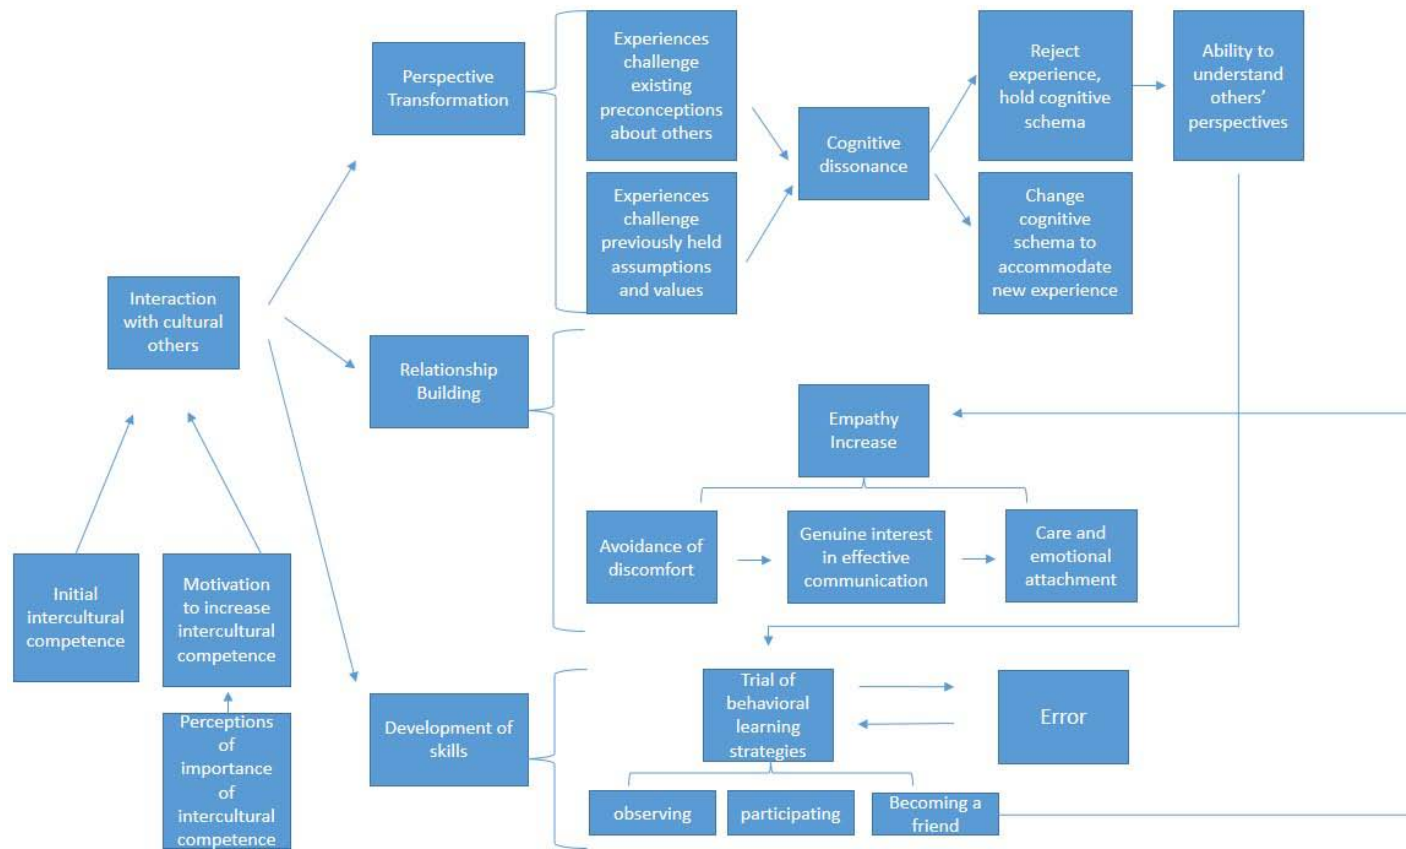 Perspective
Transformation
Experiences
challenge
existing
preconceptions
about others
Experiences
challenge
previously held
assumptions
and values
Cognitive
dissonance
Reject
experience,
hold cognitive
schema
Ability to
understand
others’
perspectives
Change
cognitive
schema to
accommodate
new experience
Interaction
with cultural
others
Relationship
Building
Empathy
Increase
Avoidance of
discomfort
Genuine interest
in effective
communication
Care and
emotional
attachment
Initial
intercultural
competence
Motivation
to increase
intercultural
competence
Perceptions
of
importance
of
intercultural
competence
Development of
skills
Trial of
behavioral
learning
strategies
Error
observing
participating
Becoming a
friend